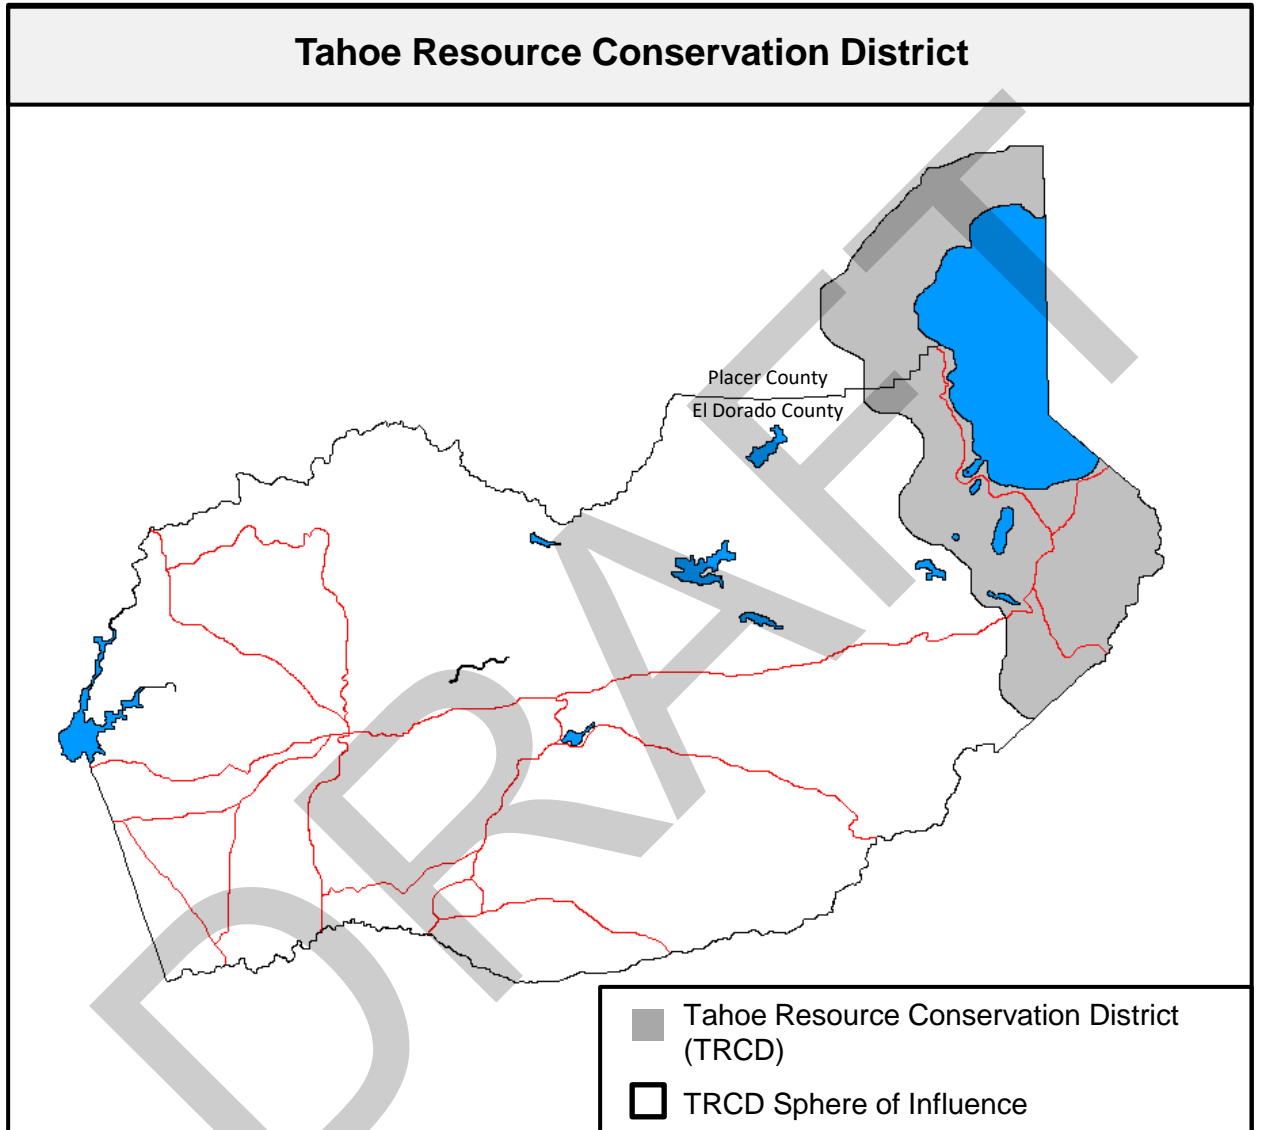 Tahoe Resource Conservation District
Placer County
El Dorado County
DRAFT
Tahoe Resource Conservation District
(TRCD)
TRCD Sphere of Influence